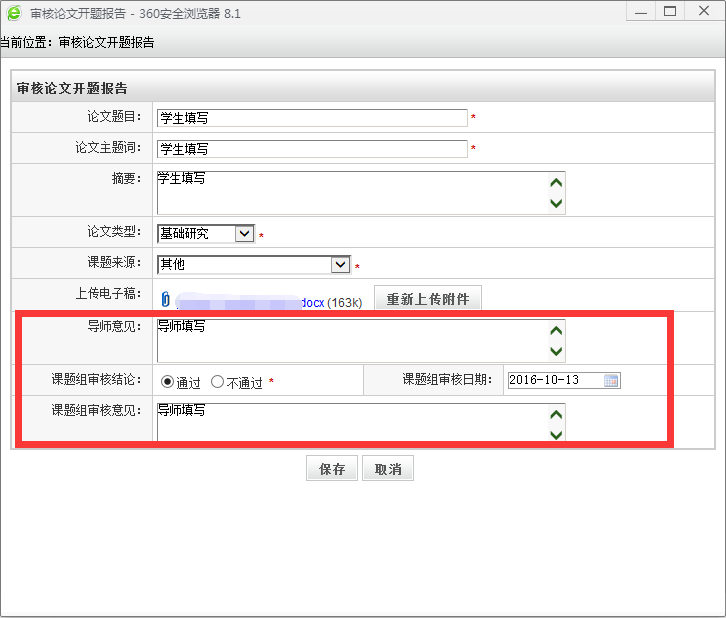 审核论文开题报告 - 360安全浏览器 8.1
当前位置：审核论文开题报告
审核论文开题报告
论文题目： 学生填写 *
论文主题词： 学生填写 *
摘要： 学生填写
论文类型： 基础研究 *
课题来源： 其他 *
上传电子稿： docx (163k) 重新上传附件
导师意见： 导师填写
课题组审核结论： 通过 不通过 * 课题组审核日期： 2016-10-13
课题组审核意见： 导师填写
保存 取消